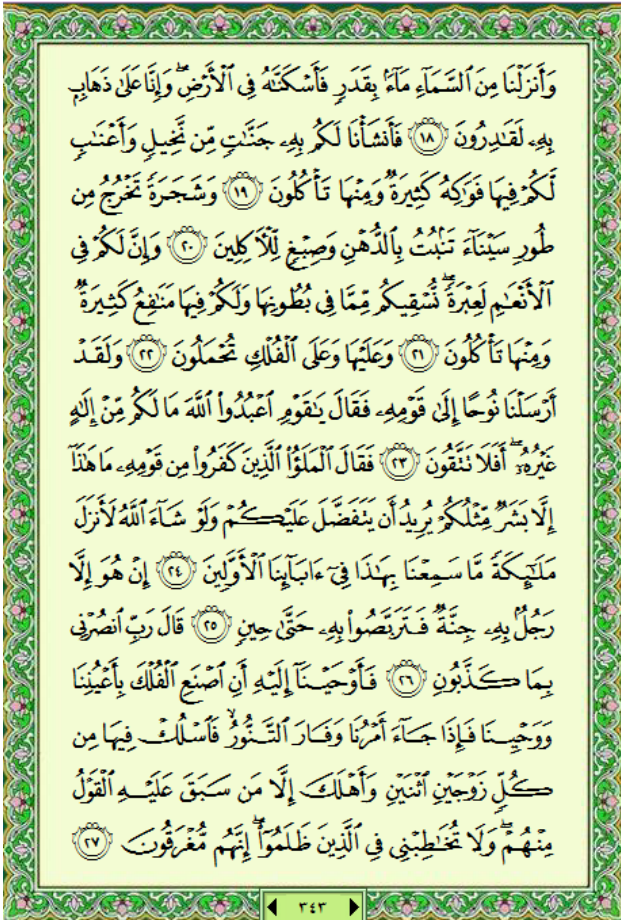 وَأَنزَلْنَا مِنَ ٱلسَّمَآءِ مَآءًۢ بِقَدَرٍ فَأَسْكَنَّٰهُ فِى ٱلْأَرْضِ ۖ وَإِنَّا عَلَىٰ ذَهَابٍۭ
بِهِۦ لَقَٰدِرُونَ ١٨ فَأَنشَأْنَا لَكُم بِهِۦ جَنَّٰتٍ مِّن نَّخِيلٍ وَأَعْنَٰبٍ
لَّكُمْ فِيهَا فَوَٰكِهُ كَثِيرَةٌ وَمِنْهَا تَأْكُلُونَ ١٩ وَشَجَرَةً تَخْرُجُ مِن
طُورِ سَيْنَآءَ تَنۢبُتُ بِٱلدُّهْنِ وَصِبْغٍ لِّلْـَٔاكِلِينَ ٢٠ وَإِنَّ لَكُمْ فِى
ٱلْأَنْعَٰمِ لَعِبْرَةً ۖ نُّسْقِيكُم مِّمَّا فِى بُطُونِهَا وَلَكُمْ فِيهَا مَنَٰفِعُ كَثِيرَةٌ
وَمِنْهَا تَأْكُلُونَ ٢١ وَعَلَيْهَا وَعَلَى ٱلْفُلْكِ تُحْمَلُونَ ٢٢ وَلَقَدْ
أَرْسَلْنَا نُوحًا إِلَىٰ قَوْمِهِۦ فَقَالَ يَٰقَوْمِ ٱعْبُدُوا۟ ٱللَّهَ مَا لَكُم مِّنْ إِلَٰهٍ
غَيْرُهُۥٓ ۖ أَفَلَا تَتَّقُونَ ٢٣ فَقَالَ ٱلْمَلَؤُا۟ ٱلَّذِينَ كَفَرُوا۟ مِن قَوْمِهِۦ مَا هَٰذَآ
إِلَّا بَشَرٌ مِّثْلُكُمْ يُرِيدُ أَن يَتَفَضَّلَ عَلَيْكُمْ وَلَوْ شَآءَ ٱللَّهُ لَأَنزَلَ
مَلَٰٓئِكَةً مَّا سَمِعْنَا بِهَٰذَا فِىٓ ءَابَآئِنَا ٱلْأَوَّلِينَ ٢٤ إِنْ هُوَ إِلَّا
رَجُلٌۢ بِهِۦ جِنَّةٌ فَتَرَبَّصُوا۟ بِهِۦ حَتَّىٰ حِينٍ ٢٥ قَالَ رَبِّ ٱنصُرْنِى
بِمَا كَذَّبُونِ ٢٦ فَأَوْحَيْنَآ إِلَيْهِ أَنِ ٱصْنَعِ ٱلْفُلْكَ بِأَعْيُنِنَا
وَوَحْيِنَا فَإِذَا جَآءَ أَمْرُنَا وَفَارَ ٱلتَّنُّورُ ۙ فَٱسْلُكْ فِيهَا مِن
كُلٍّ زَوْجَيْنِ ٱثْنَيْنِ وَأَهْلَكَ إِلَّا مَن سَبَقَ عَلَيْهِ ٱلْقَوْلُ
مِنْهُمْ ۖ وَلَا تُخَٰطِبْنِى فِى ٱلَّذِينَ ظَلَمُوٓا۟ ۖ إِنَّهُم مُّغْرَقُونَ ٢٧
٣٤٣